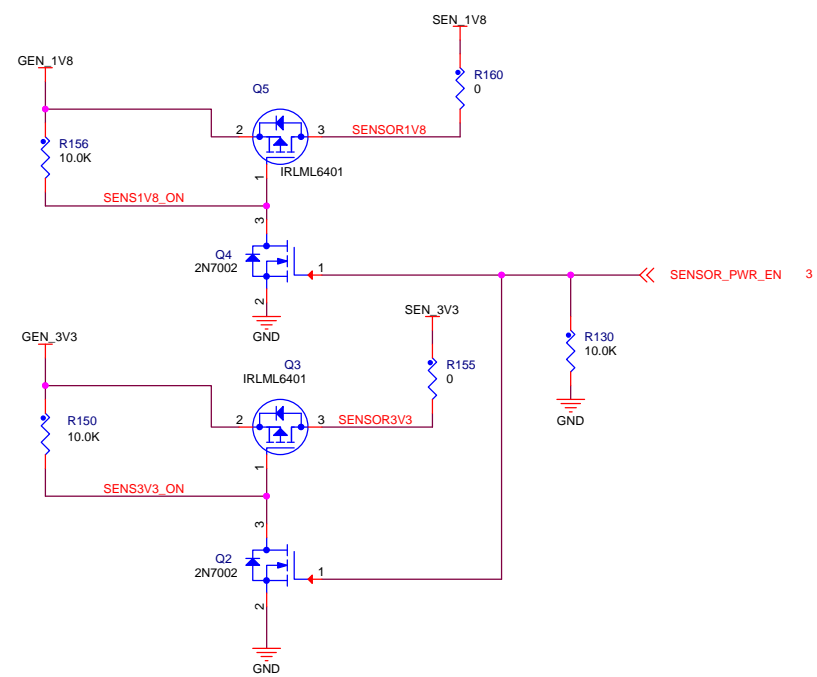 SEN_1V8
GEN_1V8
R160
0
Q5
2
3
SENSOR1V8
R156
10.0K
IRLML6401
1
SENS1V8_ON
3
Q4
2N7002
1
SENSOR_PWR_EN 3
2
GND
SEN_3V3
GEN_3V3
R130
10.0K
Q3
IRLML6401
R155
0
2
3
SENSOR3V3
R150
10.0K
GND
1
SENS3V3_ON
3
Q2
2N7002
1
2
GND